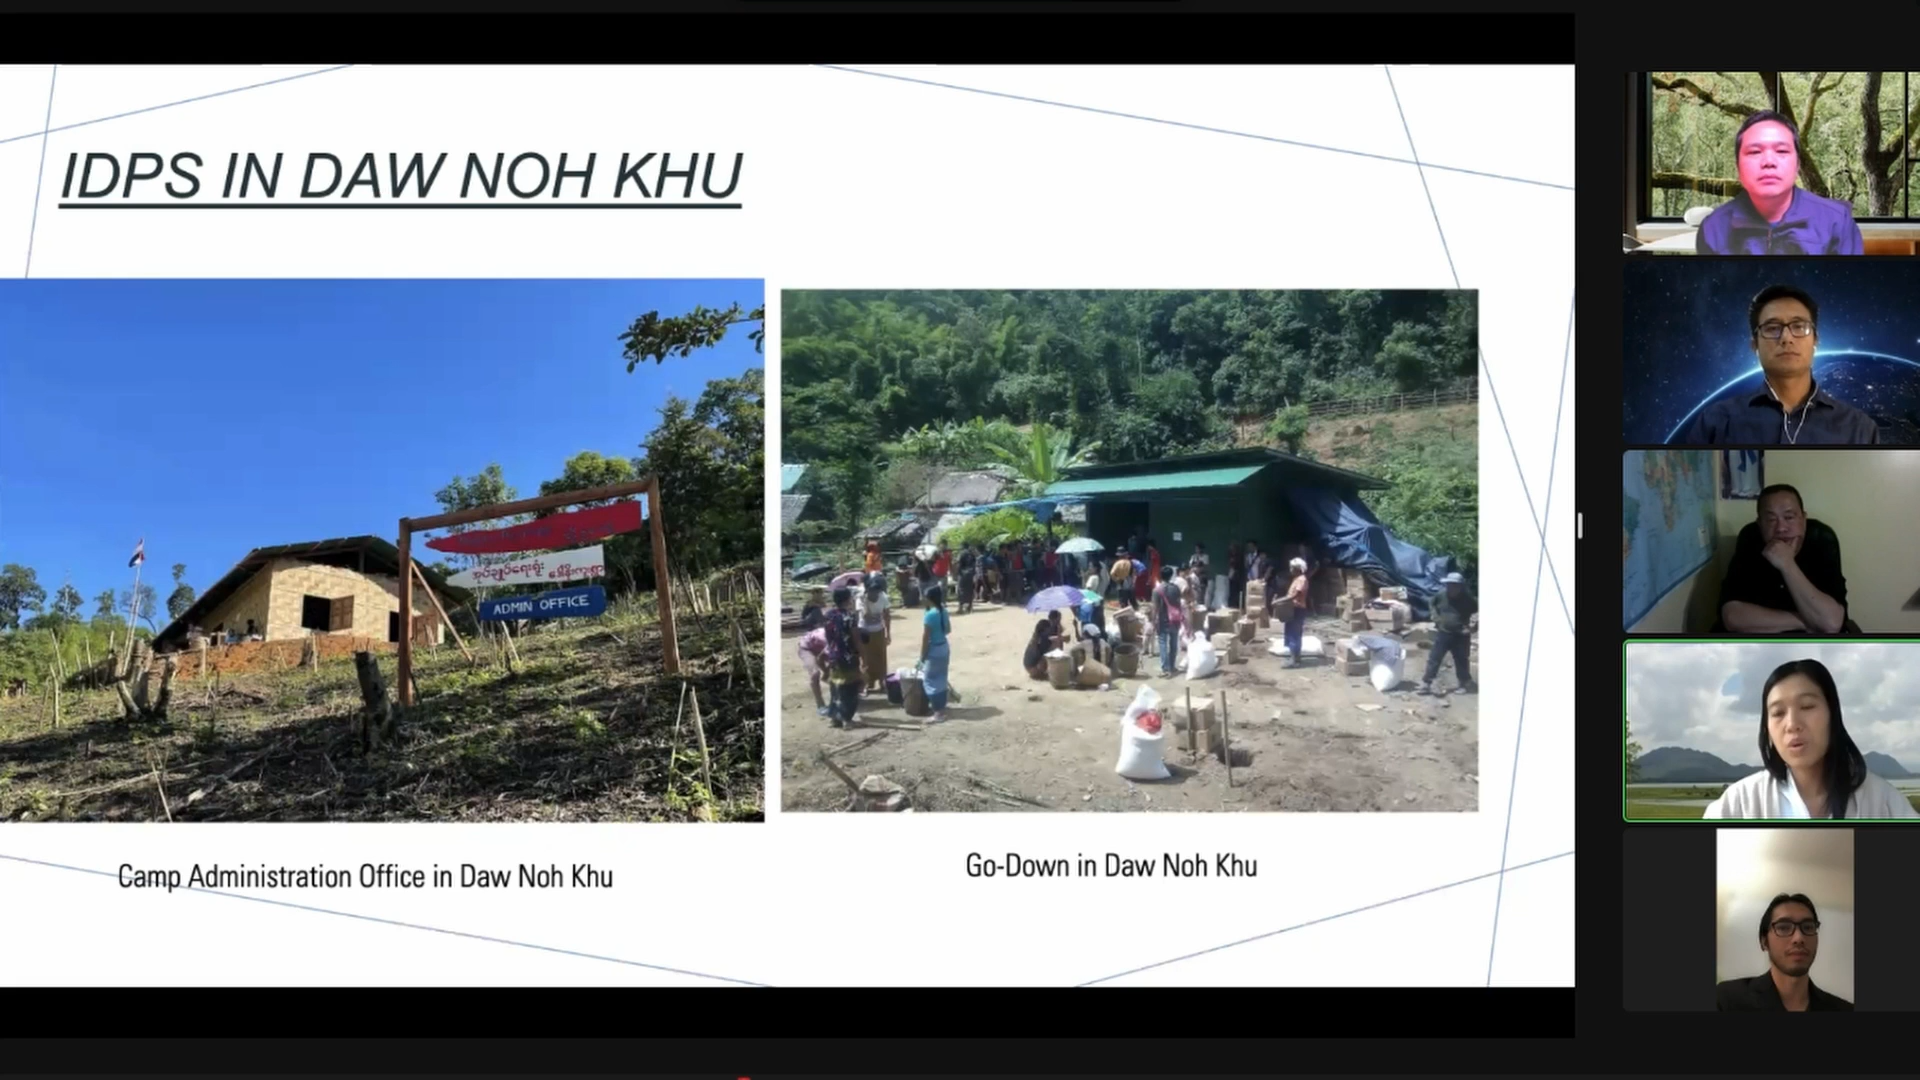 IDPS IN DAW NOH KHU
ADMIN OFFICE
Camp Administration Office in Daw Noh Khu
Go-Down in Daw Noh Khu